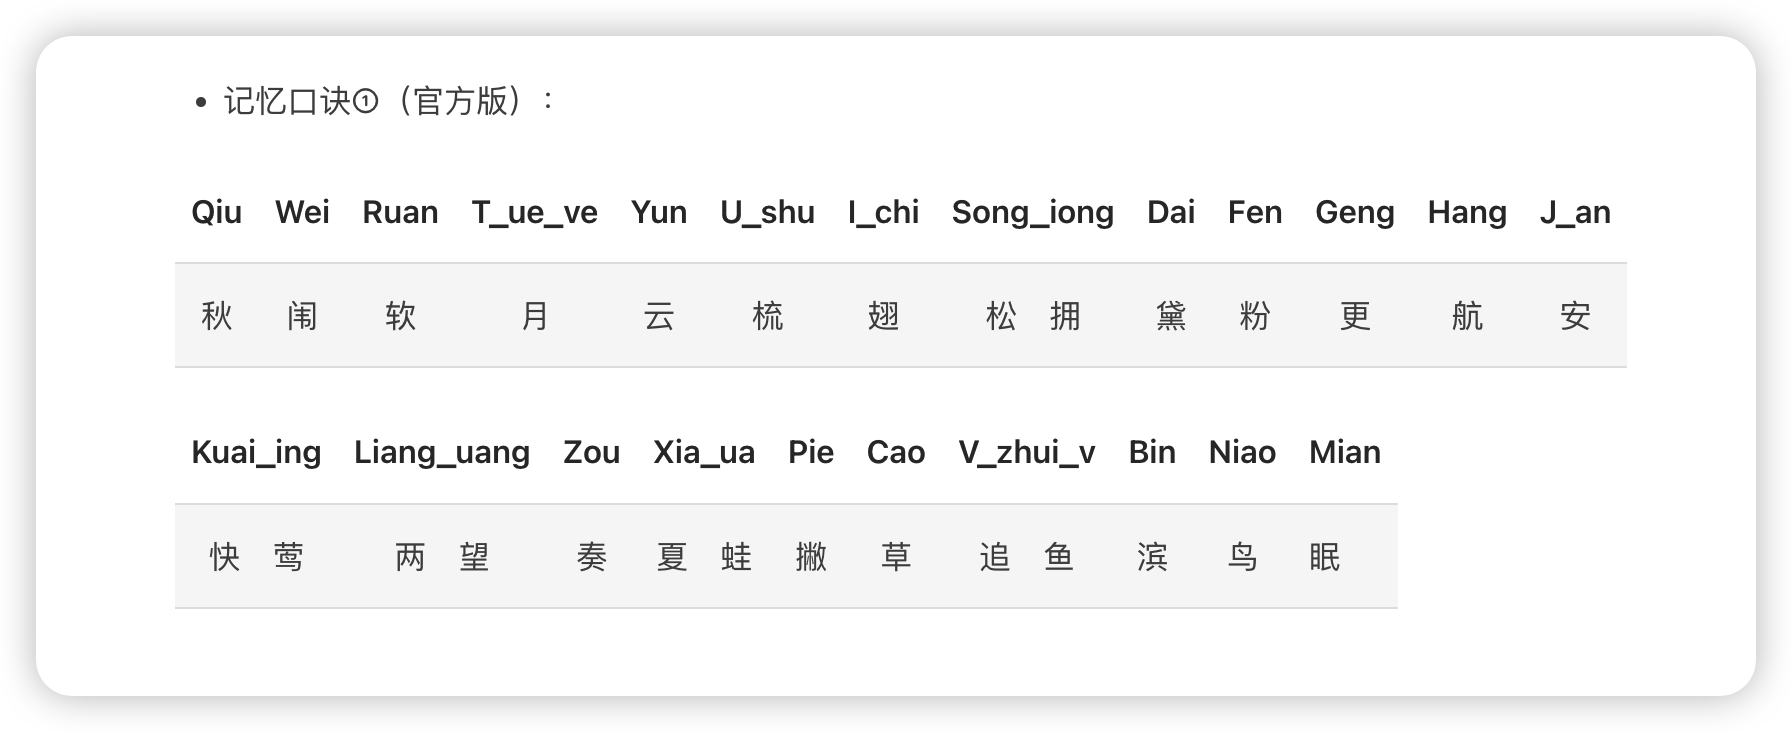 • 记忆口诀①（官方版）：
Qiu Wei Ruan T_ue_ve Yun U_shu I_chi Song_iong Dai Fen Geng Hang J_an
秋 闱 软 月 云 梳 翅 松 拥 黛 粉 更 航 安
Kuai_ing Liang_uang Zou Xia_ua Pie Cao V_zhui_v Bin Niao Mian
快 莺 两 望 奏 夏 蛙 撇 草 追 鱼 滨 鸟 眠